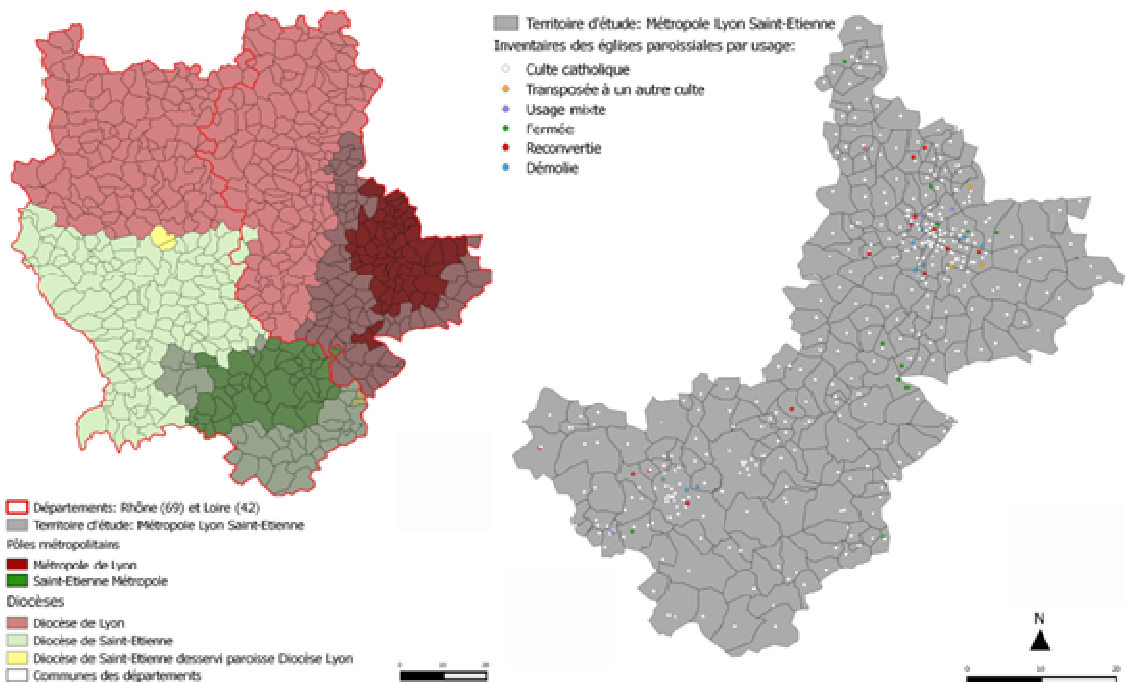 Territoire d'étude: Métropole lLyon Saint-Etienne
Inventaires des églises paroissiales par usage:
Culte catholique
Transposée à un autre culte
Usage mixte
Fermée
Reconvertie
Démolie
Départements: Rhône (69) et Loire (42)
Territoire d'étude: lMétropole Lyon Saint-Etienne
Pôles métropolitains
Métropole de Lyon
Saint-Etienne Métropole
Diocèses
Diocèse de Lyon
Diocèse de Saint-Etienne
Diocèse de Saint-Etienne desservi paroisse Diocèse Lyon
Communes des départements
0 10 20
N
0 10 20